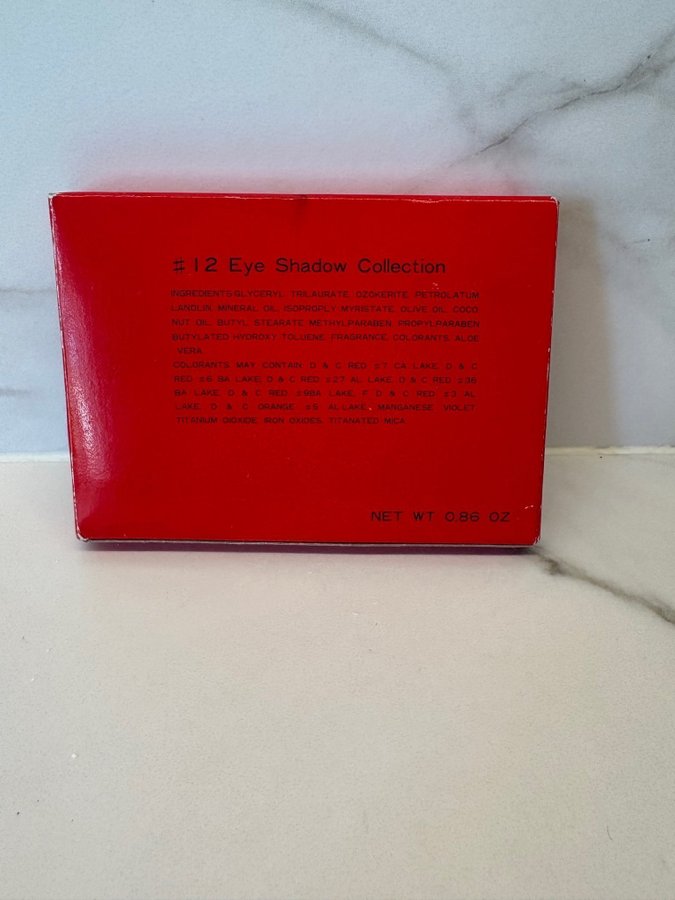 #12 Eye Shadow Collection
INGREDIENTS:GLYCERYL TRILAURATE, OZOKERITE, PETROLATUM
LANOLIN, MINERAL OIL, ISOPROPLY MYRISTATE, OLIVE OIL, COCO
NUT OIL, BUTYL STEARATE, METHYLPARABEN, PROPYLPARABEN
BUTYLATED HYDROXY TOLUENE, FRAGRANCE, COLORANTS, ALOE
VERA.
COLORANTS MAY CONTAIN: D & C RED #7 CA LAKE, D & C
RED #6 BA LAKE, D & C RED #27 AL LAKE, D & C RED #36
BA LAKE, D & C RED #9BA LAKE, F D & C RED #3 AL
LAKE, D & C ORANGE #5 AL.LAKE, MANGANESE VIOLET
TITANIUM DIOXIDE, IRON OXIDES, TITANATED MICA
NET WT 0.86 OZ